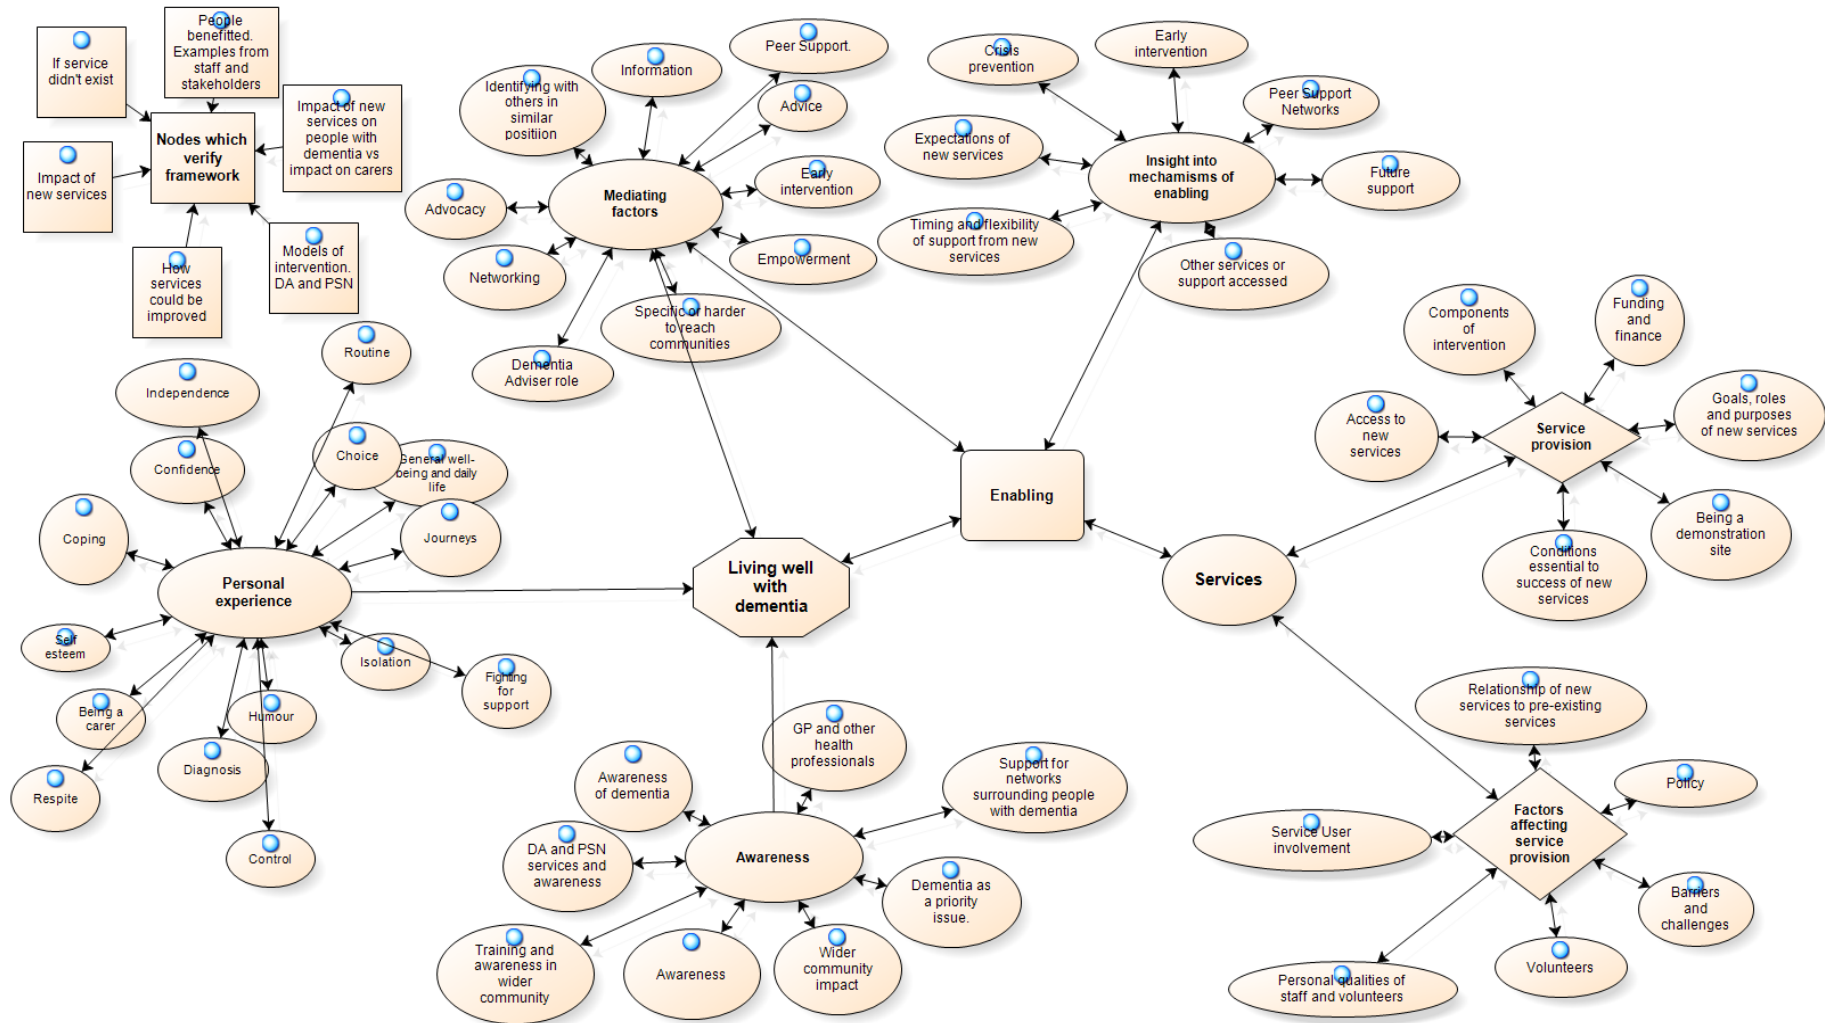 If service
didn't exist
People
benefitted.
Examples from
staff and
stakeholders
Impact of new
services on
people with
dementia vs
impact on carers
Nodes which
verify
framework
Impact of
new services
How
services
could be
improved
Models of
intervention.
DA and PSN
Identifying with
others in
similar
positiion
Information
Peer Support.
Advice
Early
intervention
Mediating
factors
Advocacy
Networking
Empowerment
Specific or harder
to reach
communities
Dementia
Adviser role
Crisis
prevention
Early
intervention
Peer Support
Networks
Expectations of
new services
Insight into
mechanisms of
enabling
Future
support
Timing and flexibility
of support from new
services
Other services or
support accessed
Components
of
intervention
Funding
and
finance
Access to
new
services
Service
provision
Goals, roles
and purposes
of new services
Being a
demonstration
site
Conditions
essential to
success of new
services
Routine
Independence
Confidence
Choice
General well-
being and daily
life
Coping
Journeys
Personal
experience
Self
esteem
Isolation
Fighting
for
support
Being a
carer
Humour
Diagnosis
Respite
Control
Living well
with
dementia
Enabling
Services
GP and other
health
professionals
Awareness
of dementia
Support for
networks
surrounding people
with dementia
DA and PSN
services and
awareness
Awareness
Dementia as
a priority
issue.
Training and
awareness in
wider
community
Awareness
Wider
community
impact
Relationship of new
services to pre-existing
services
Policy
Service User
involvement
Factors
affecting
service
provision
Barriers
and
challenges
Volunteers
Personal qualities of
staff and volunteers